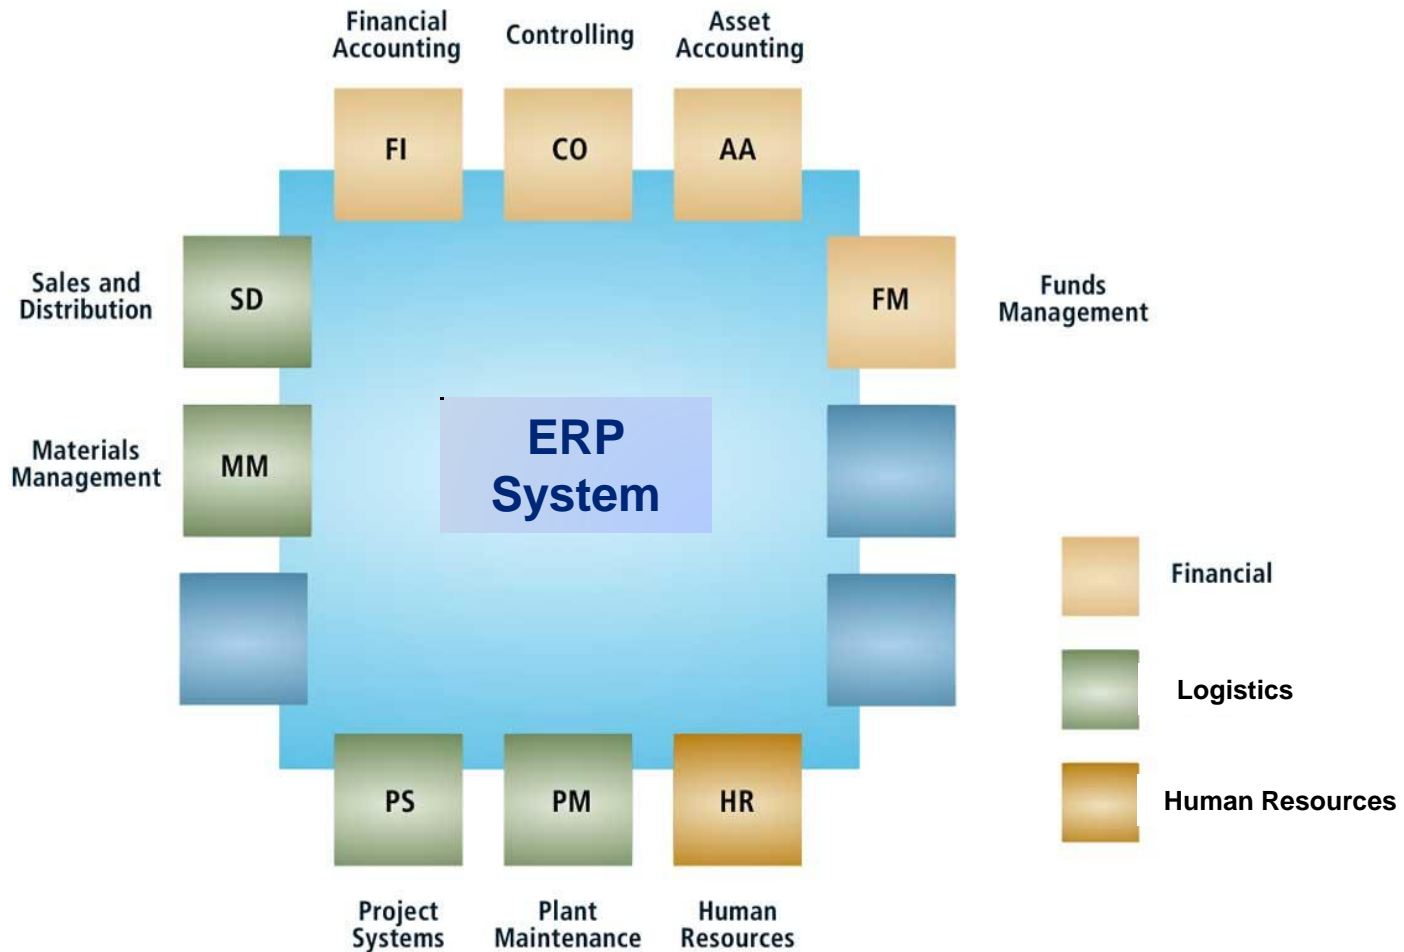 Financial
Accounting
Controlling
Asset
Accounting
FI
CO
AA
Sales and
Distribution
SD
FM
Funds
Management
Materials
Management
MM
ERP
System
Financial
Logistics
Human Resources
PS
PM
HR
Project
Systems
Plant
Maintenance
Human
Resources